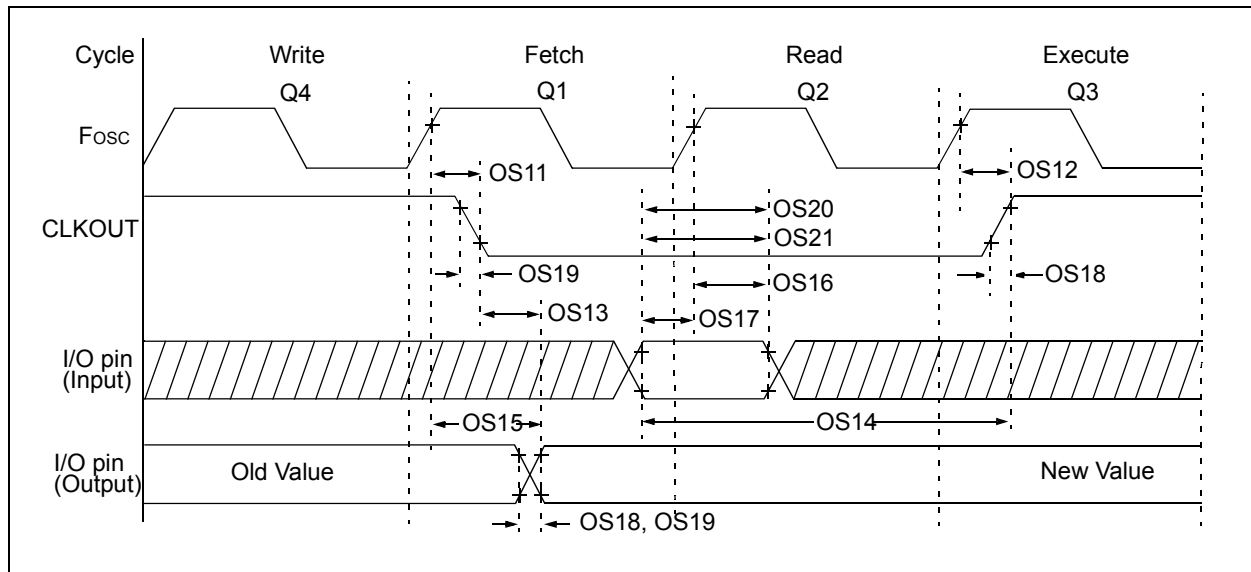 Cycle Write Fetch Read Execute
Q4 Q1 Q2 Q3
FOSC
OS11 OS12
OS20
CLKOUT
OS21
OS19 OS16 OS18
OS13 OS17
I/O pin
(Input)
OS15 OS14
I/O pin
(Output)
Old Value New Value
OS18, OS19